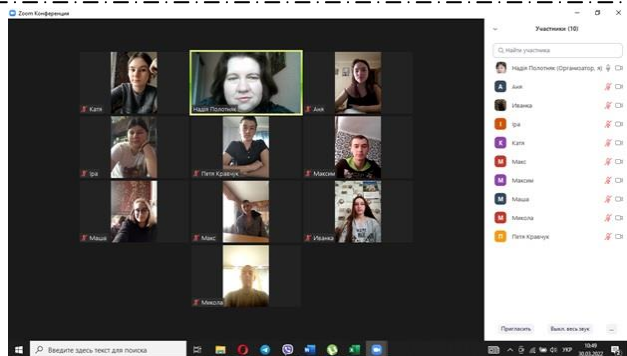 Zoom Конференция
Катя
Надія Полотняк
Аня
Іра
Петя Кравчук
Максим
Маша
Макс
Иванка
Микола
Участники (10)
Найти участника
Надія Полотняк (Организатор, я)
А Аня
Иванка
І Іра
К Катя
М Макс
М Максим
М Маша
М Микола
П Петя Кравчук
Пригласить Выкл. весь звук ...
Введите здесь текст для поиска
УКР
10:49
30.03.2022